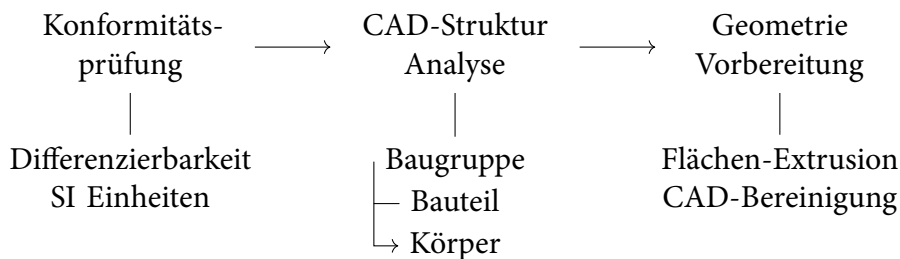 Konformitäts-
prüfung
CAD-Struktur
Analyse
Geometrie
Vorbereitung
Differenzierbarkeit
SI Einheiten
Baugruppe
Bauteil
Körper
Flächen-Extrusion
CAD-Bereinigung